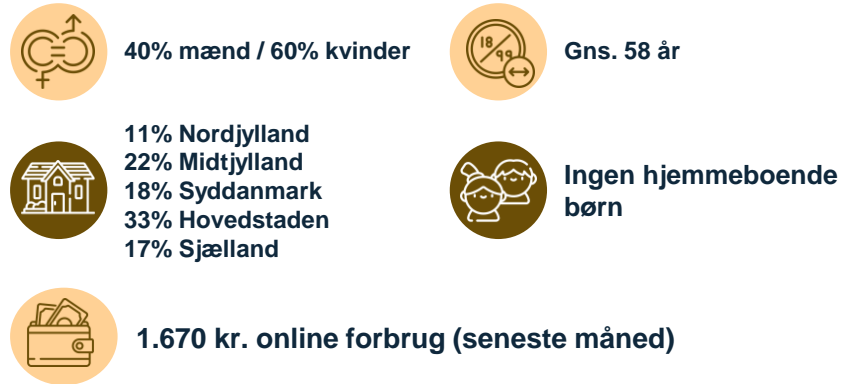 40% mænd / 60% kvinder
18
99
Gns. 58 år
11% Nordjylland
22% Midtjylland
18% Syddanmark
33% Hovedstaden
17% Sjælland
Ingen hjemmeboende
børn
1.670 kr. online forbrug (seneste måned)